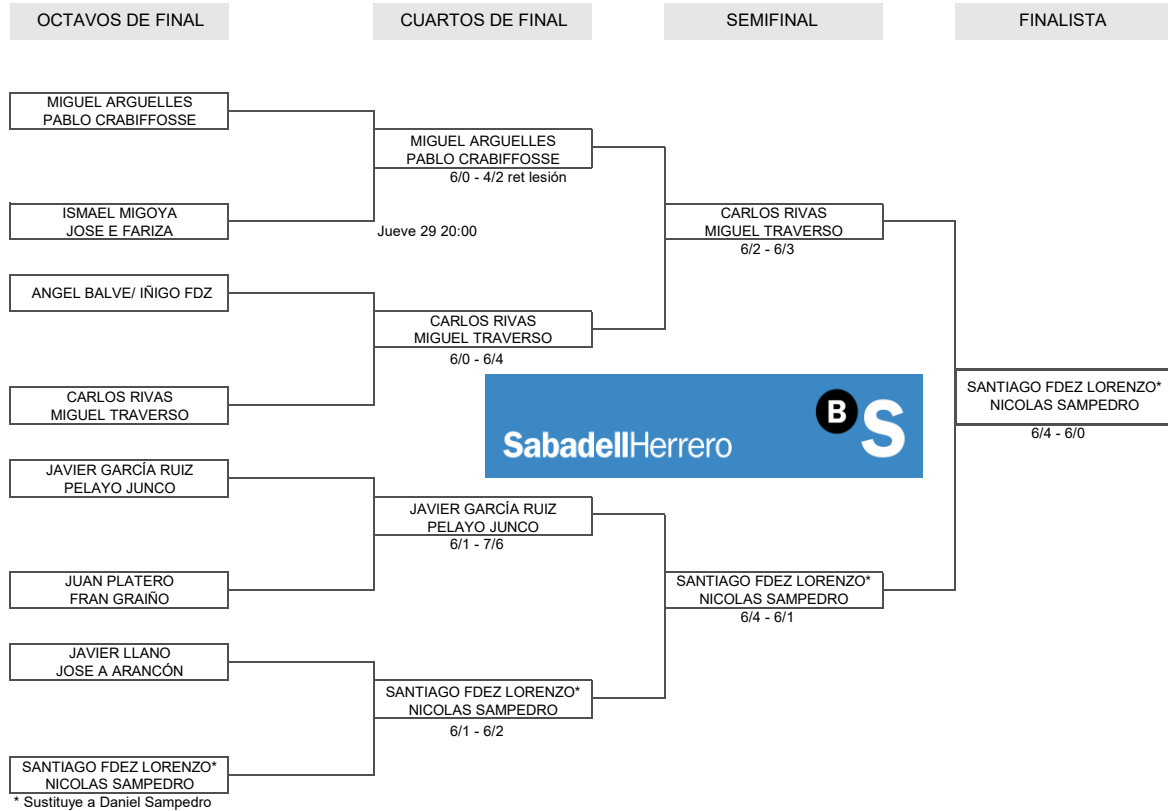 OCTAVOS DE FINAL
CUARTOS DE FINAL
SEMIFINAL
FINALISTA
MIGUEL ARGUELLES
PABLO CRABIFFOSSE
ISMAEL MIGOYA
JOSE E FARIZA
ANGEL BALVE/ IÑIGO FDZ
CARLOS RIVAS
MIGUEL TRAVERSO
JAVIER GARCÍA RUIZ
PELAYO JUNCO
JUAN PLATERO
FRAN GRAIÑO
JAVIER LLANO
JOSE A ARANCÓN
SANTIAGO FDEZ LORENZO*
NICOLAS SAMPEDRO
* Sustituye a Daniel Sampedro
MIGUEL ARGUELLES
PABLO CRABIFFOSSE
6/0 - 4/2 ret lesión
Jueve 29 20:00
CARLOS RIVAS
MIGUEL TRAVERSO
6/0 - 6/4
JAVIER GARCÍA RUIZ
PELAYO JUNCO
6/1 - 7/6
SANTIAGO FDEZ LORENZO*
NICOLAS SAMPEDRO
6/1 - 6/2
CARLOS RIVAS
MIGUEL TRAVERSO
6/2 - 6/3
SabadellHerrero
B S
SANTIAGO FDEZ LORENZO*
NICOLAS SAMPEDRO
6/4 - 6/1
SANTIAGO FDEZ LORENZO*
NICOLAS SAMPEDRO
6/4 - 6/0